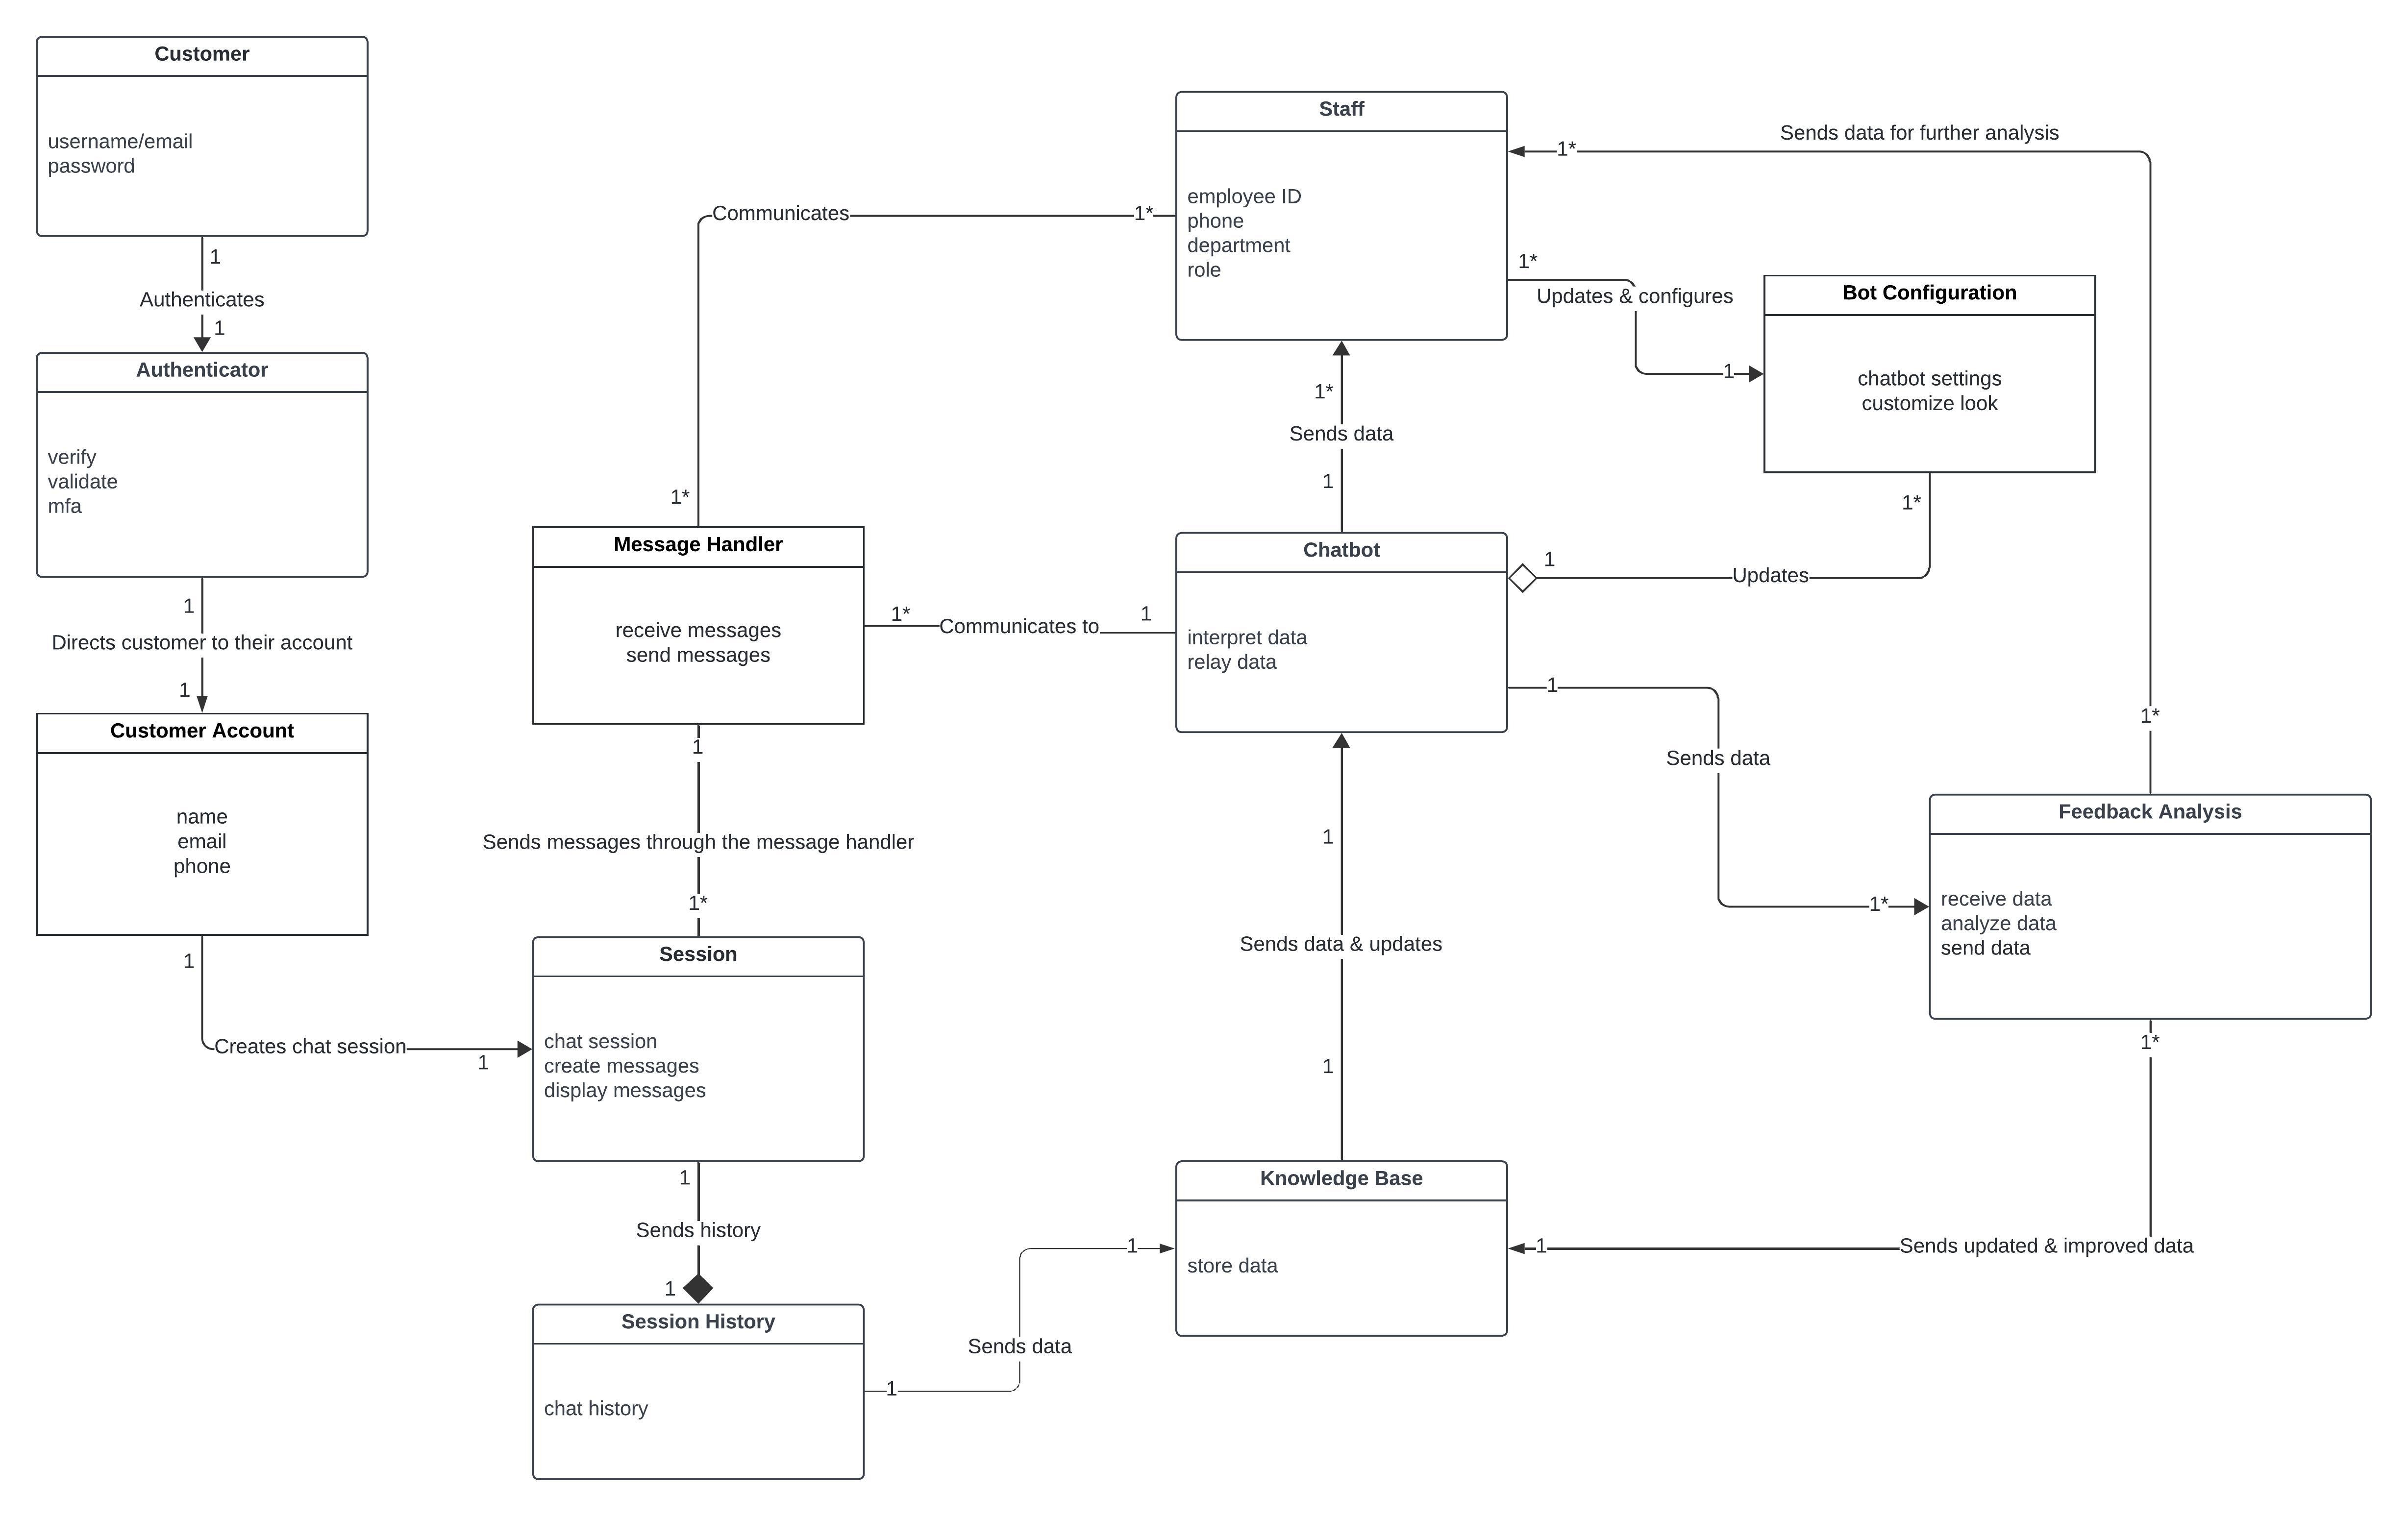 Customer
username/email
password
1
Authenticates
1
Authenticator
verify
validate
mfa
1
Directs customer to their account
1
Customer Account
name
email
phone
1
Creates chat session
1
Communicates
1*
1*
Message Handler
receive messages
send messages
1*
Communicates to
1
1
Sends messages through the message handler
1*
Session
chat session
create messages
display messages
1
Sends history
1
Session History
chat history
1
Sends data
1
Staff
employee ID
phone
department
role
1*
Sends data for further analysis
1*
1*
Updates & configures
1
Bot Configuration
chatbot settings
customize look
1*
Updates
1
1*
Sends data
1
Chatbot
interpret data
relay data
1
Sends data
1*
Feedback Analysis
receive data
analyze data
send data
1*
Sends updated & improved data
1
1
Sends data & updates
1
Knowledge Base
store data